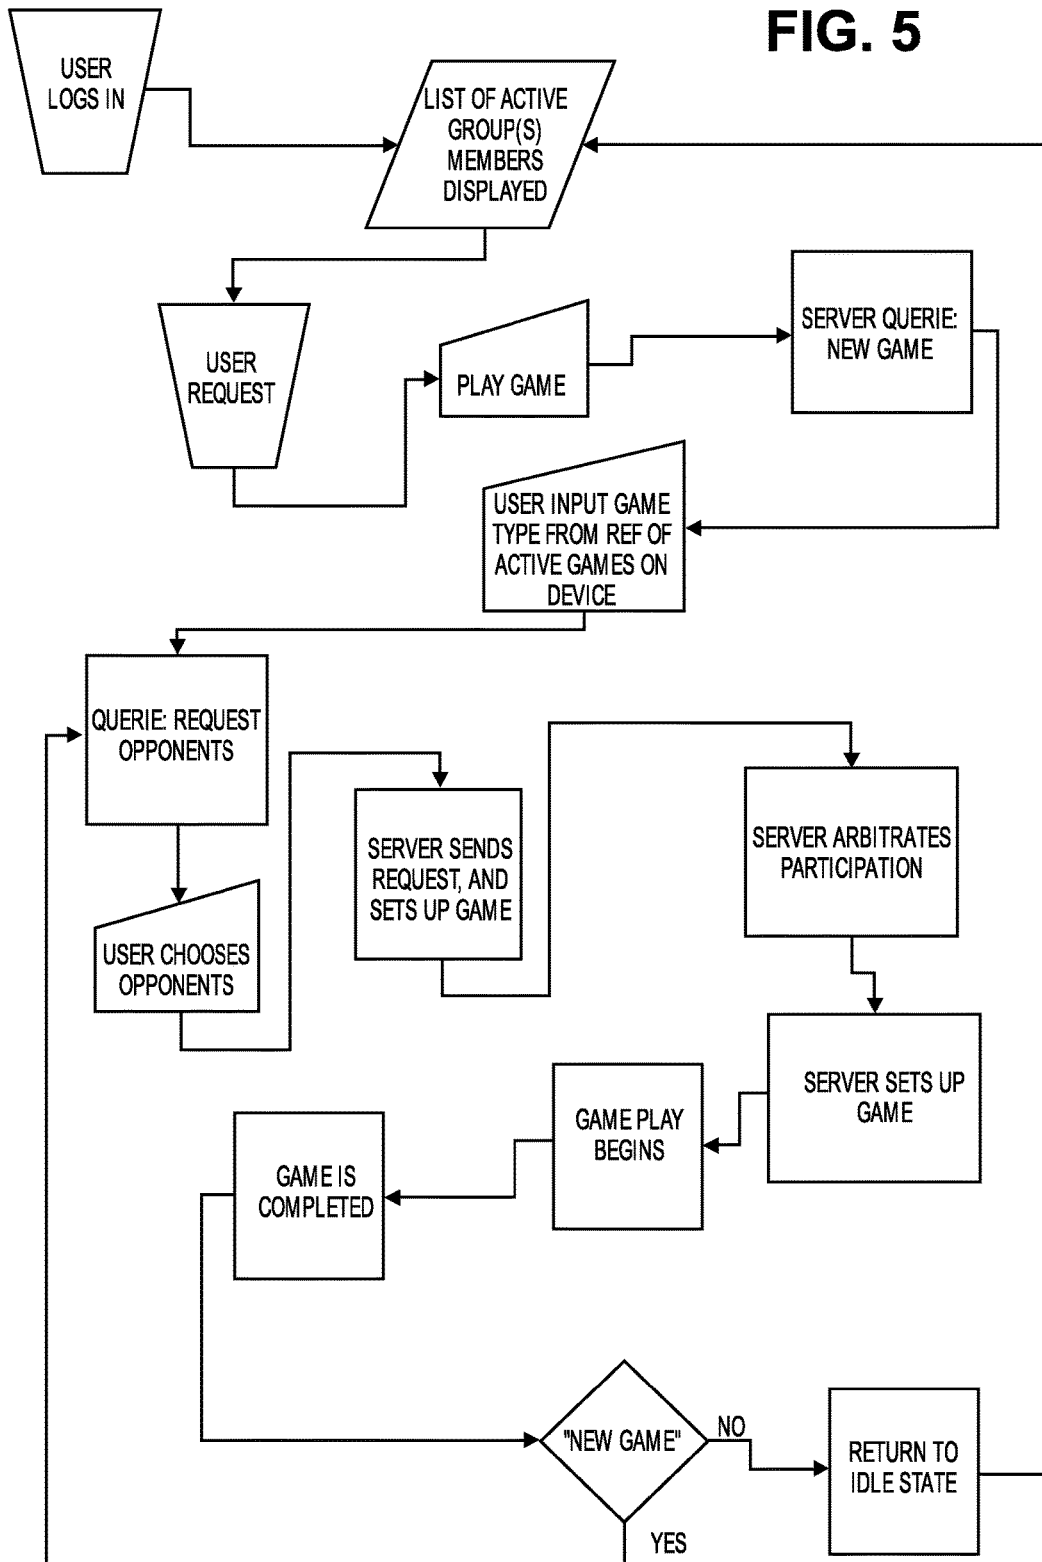 FIG. 5
USER
LOGS IN
LIST OF ACTIVE
GROUP(S)
MEMBERS
DISPLAYED
USER
REQUEST
PLAY GAME
SERVER QUERIE:
NEW GAME
USER INPUT GAME
TYPE FROM REF OF
ACTIVE GAMES ON
DEVICE
QUERIE: REQUEST
OPPONENTS
USER CHOOSES
OPPONENTS
SERVER SENDS
REQUEST, AND
SETS UP GAME
SERVER ARBITRATES
PARTICIPATION
SERVER SETS UP
GAME
GAME PLAY
BEGINS
GAME IS
COMPLETED
"NEW GAME"
NO
RETURN TO
IDLE STATE
YES